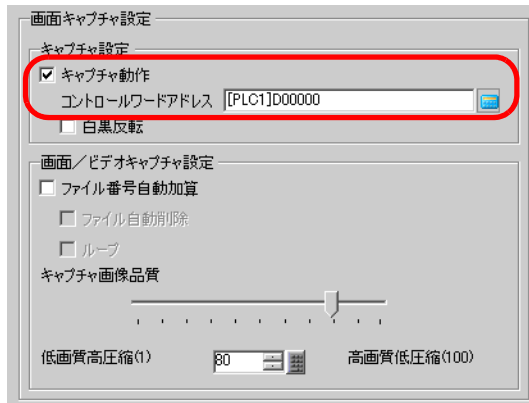 画面キャプチャ設定
キャプチャ設定
キャプチャ動作
コントロールワードアドレス [PLC1]D00000
白黒反転
画面／ビデオキャプチャ設定
ファイル番号自動加算
ファイル自動削除
ループ
キャプチャ画像品質
低画質高圧縮(1) 80 高画質低圧縮(100)